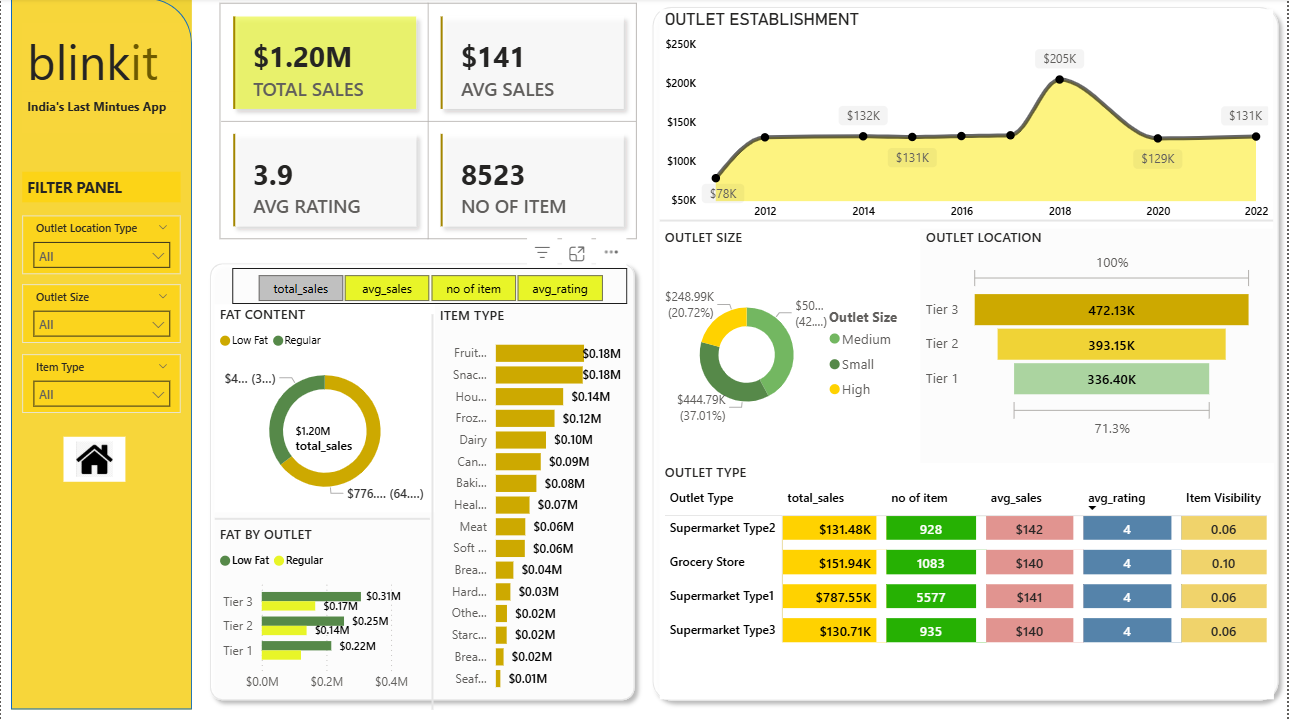 blinkit
India's Last Mintues App
FILTER PANEL
Outlet Location Type
All
Outlet Size
All
Item Type
All
$1.20M
TOTAL SALES
$141
AVG SALES
3.9
AVG RATING
8523
NO OF ITEM
total_sales avg_sales no of item avg_rating
FAT CONTENT
Low Fat Regular
$4... (3...)
$1.20M
total_sales
$776.... (64....)
FAT BY OUTLET
Low Fat Regular
Tier 3 $0.31M
$0.17M
Tier 2 $0.25M
$0.14M
Tier 1 $0.22M
$0.0M $0.2M $0.4M
ITEM TYPE
Fruit... $0.18M
Snac... $0.18M
Hou... $0.14M
Froz... $0.12M
Dairy $0.10M
Can... $0.09M
Baki... $0.08M
Heal... $0.07M
Meat $0.06M
Soft ... $0.06M
Brea... $0.04M
Hard... $0.03M
Othe... $0.02M
Starc... $0.02M
Brea... $0.02M
Seaf... $0.01M
OUTLET ESTABLISHMENT
$250K
$200K
$150K
$100K
$50K
$78K
$132K
$131K
$205K
$129K
$131K
2012 2014 2016 2018 2020 2022
OUTLET SIZE
$248.99K
(20.72%)
$50...
(42....)
$444.79K
(37.01%)
Outlet Size
Medium
Small
High
OUTLET LOCATION
100%
Tier 3 472.13K
Tier 2 393.15K
Tier 1 336.40K
71.3%
OUTLET TYPE
Outlet Type total_sales no of item avg_sales avg_rating Item Visibility
Supermarket Type2 $131.48K 928 $142 4 0.06
Grocery Store $151.94K 1083 $140 4 0.10
Supermarket Type1 $787.55K 5577 $141 4 0.06
Supermarket Type3 $130.71K 935 $140 4 0.06